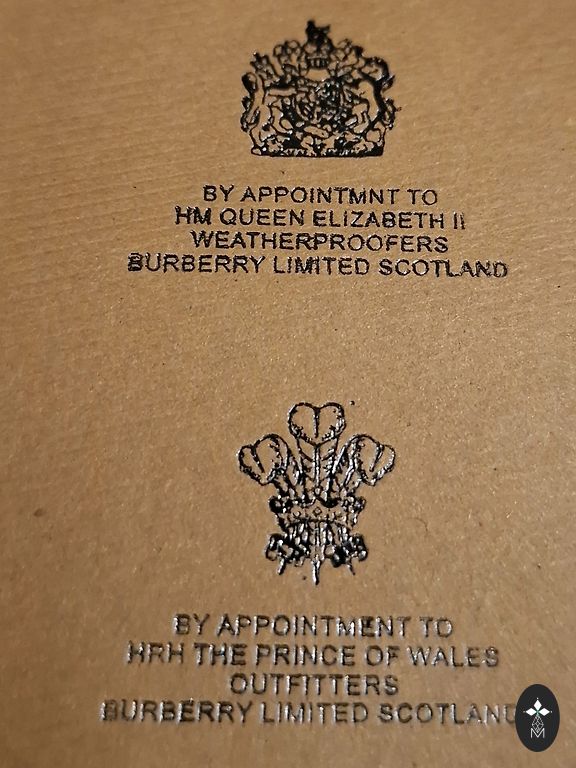 BY APPOINTMNT TO
HM QUEEN ELIZABETH II
WEATHERPROOFERS
BURBERRY LIMITED SCOTLAND
BY APPOINTMENT TO
HRH THE PRINCE OF WALES
OUTFITTERS
BURBERRY LIMITED SCOTLAND
M